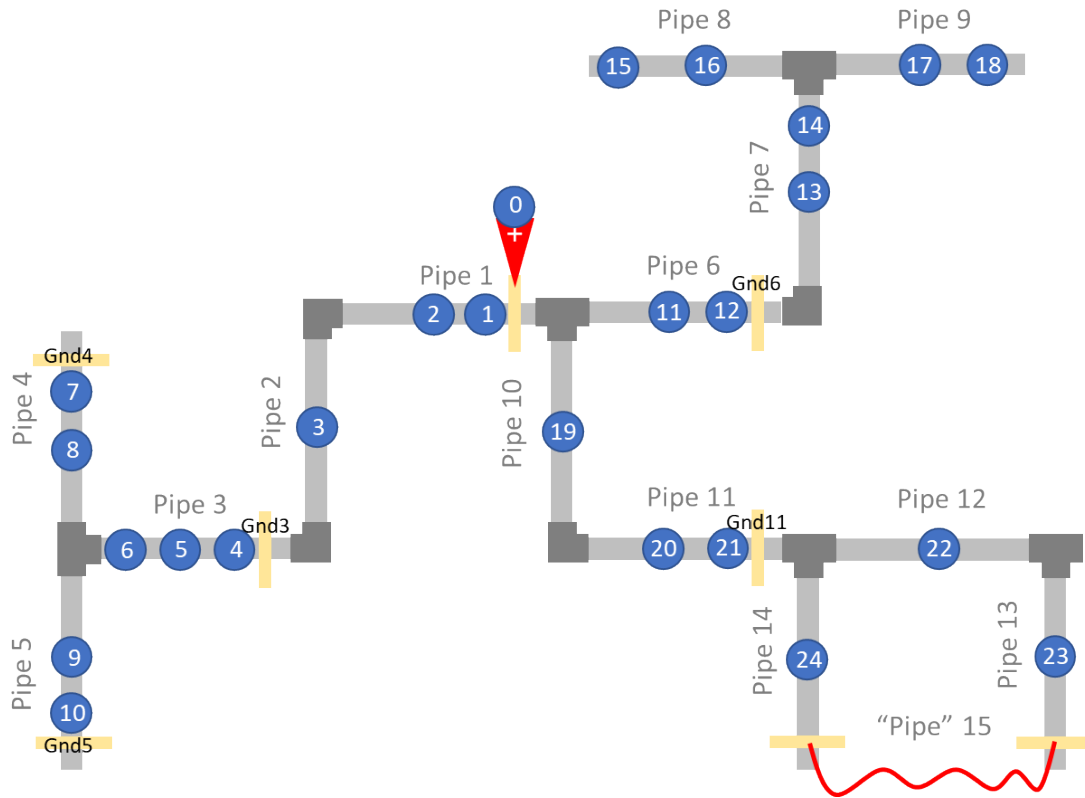 Pipe 8
Pipe 9
15
16
17
18
14
Pipe 7
13
0
+
Pipe 1
Pipe 6
Gnd6
2
1
11
12
Gnd4
7
Pipe 4
8
Pipe 2
3
Pipe 10
19
Pipe 3
Gnd3
6
5
4
Pipe 11
Gnd11
20
21
Pipe 12
22
Pipe 5
9
10
Gnd5
Pipe 14
24
Pipe 13
23
“Pipe” 15